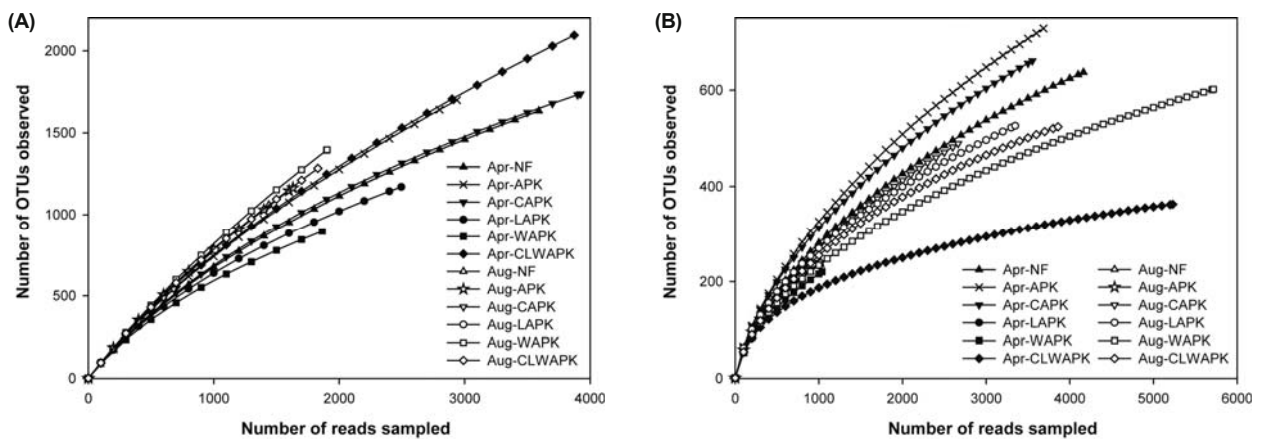 (A)
Number of OTUs observed
2000
1500
1000
500
0
0 1000 2000 3000 4000
Number of reads sampled
Apr-NF
Apr-APK
Apr-CAPK
Apr-LAPK
Apr-WAPK
Apr-CLWAPK
Aug-NF
Aug-APK
Aug-CAPK
Aug-LAPK
Aug-WAPK
Aug-CLWAPK
(B)
Number of OTUs observed
600
400
200
0
0 1000 2000 3000 4000 5000 6000
Number of reads sampled
Apr-NF
Apr-APK
Apr-CAPK
Apr-LAPK
Apr-WAPK
Apr-CLWAPK
Aug-NF
Aug-APK
Aug-CAPK
Aug-LAPK
Aug-WAPK
Aug-CLWAPK